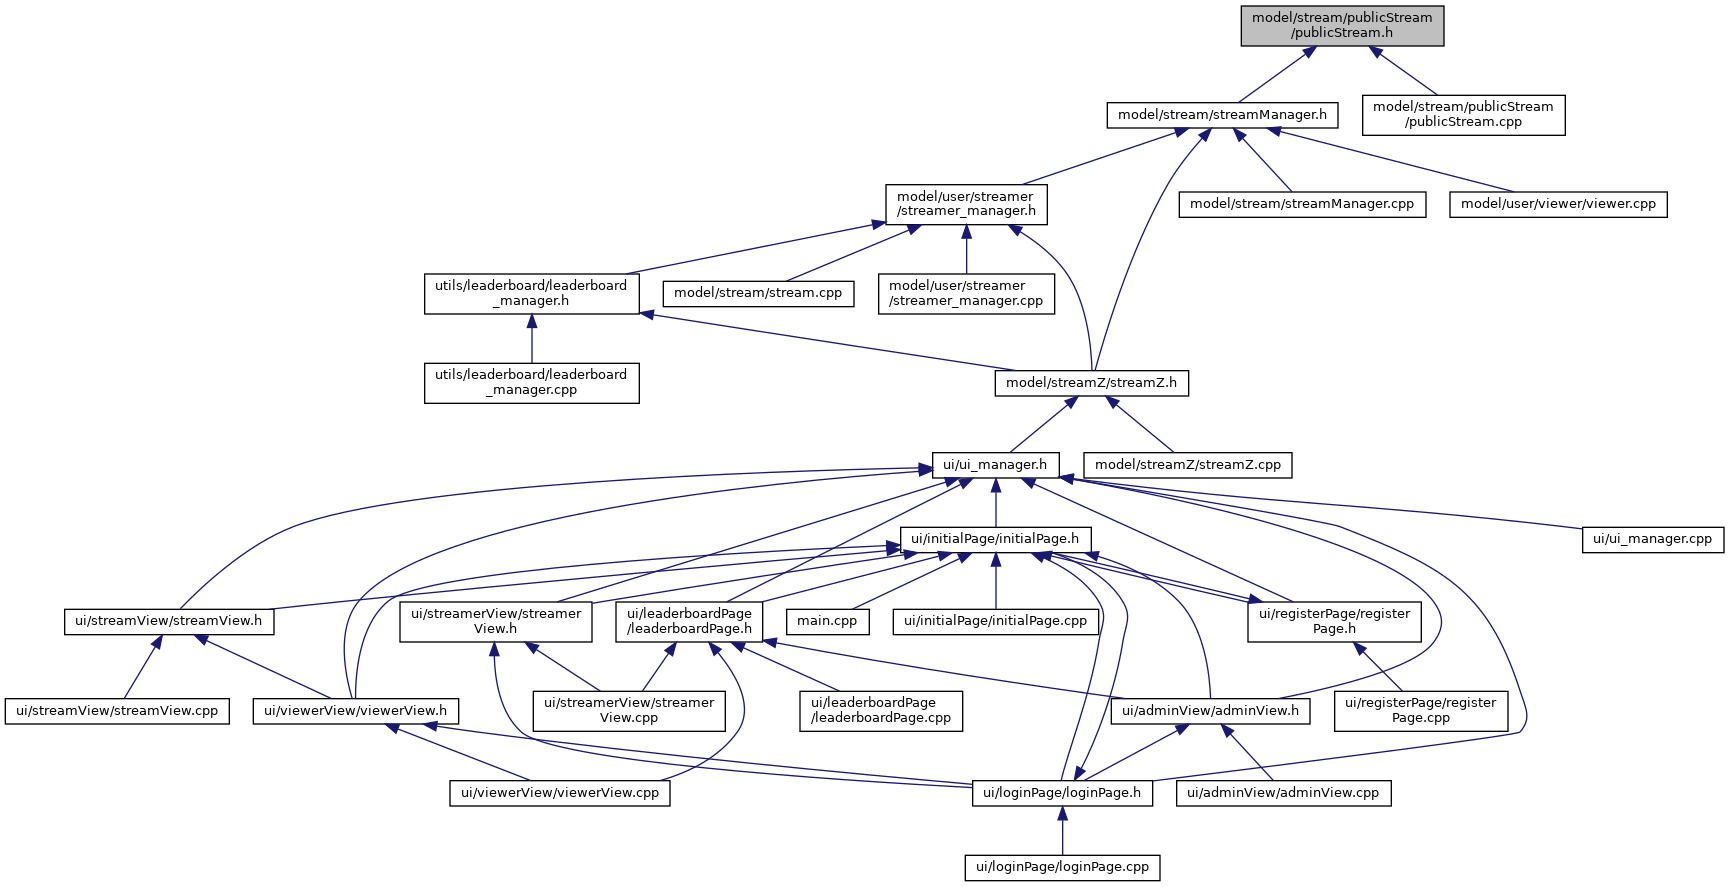 model/stream/publicStream
/publicStream.h
model/stream/streamManager.h
model/stream/publicStream
/publicStream.cpp
model/user/streamer
/streamer_manager.h
model/stream/streamManager.cpp
model/user/viewer/viewer.cpp
utils/leaderboard/leaderboard
_manager.h
model/stream/stream.cpp
model/user/streamer
/streamer_manager.cpp
utils/leaderboard/leaderboard
_manager.cpp
model/streamZ/streamZ.h
ui/ui_manager.h
model/streamZ/streamZ.cpp
ui/initialPage/initialPage.h
ui/ui_manager.cpp
ui/streamView/streamView.h
ui/streamerView/streamer
View.h
ui/leaderboardPage
/leaderboardPage.h
main.cpp
ui/initialPage/initialPage.cpp
ui/registerPage/register
Page.h
ui/streamView/streamView.cpp
ui/viewerView/viewerView.h
ui/streamerView/streamer
View.cpp
ui/leaderboardPage
/leaderboardPage.cpp
ui/adminView/adminView.h
ui/registerPage/register
Page.cpp
ui/viewerView/viewerView.cpp
ui/loginPage/loginPage.h
ui/adminView/adminView.cpp
ui/loginPage/loginPage.cpp